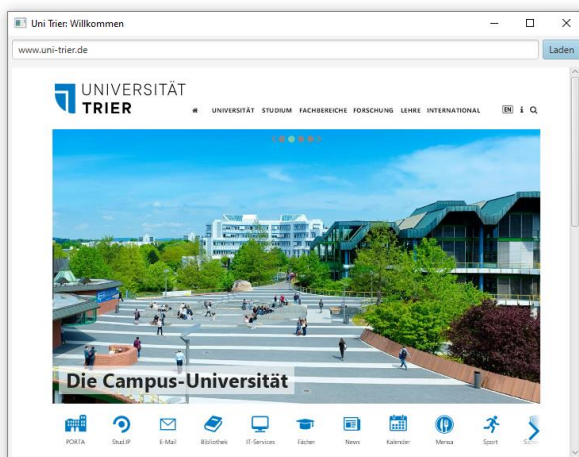 Uni Trier: Willkommen
www.uni-trier.de Laden
UNIVERSITÄT
TRIER
UNIVERSITÄT STUDIUM FACHBEREICHE FORSCHUNG LEHRE INTERNATIONAL EN i
Die Campus-Universität
PORTA Stud.IP E-Mail Bibliothek IT-Services Fächer News Kalender Mensa Sport